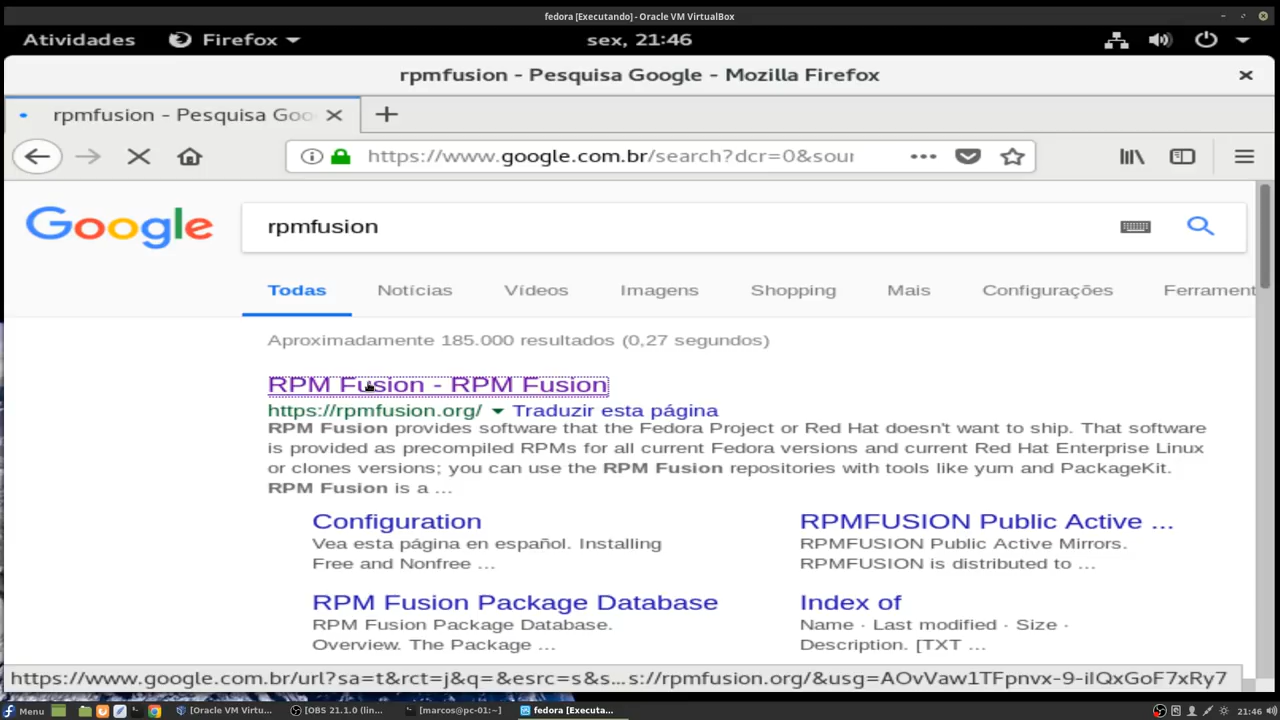 fedora [Executando] - Oracle VM VirtualBox
Atividades Firefox sex, 21:46
rpmfusion - Pesquisa Google - Mozilla Firefox
rpmfusion - Pesquisa Goo
https://www.google.com.br/search?dcr=0&sour
Google rpmfusion
Todas Notícias Vídeos Imagens Shopping Mais Configurações Ferrament
Aproximadamente 185.000 resultados (0,27 segundos)
RPM Fusion - RPM Fusion
https://rpmfusion.org/ Traduzir esta página
RPM Fusion provides software that the Fedora Project or Red Hat doesn't want to ship. That software
is provided as precompiled RPMs for all current Fedora versions and current Red Hat Enterprise Linux
or clones versions; you can use the RPM Fusion repositories with tools like yum and PackageKit.
RPM Fusion is a ...
Configuration
Vea esta página en español. Installing
Free and Nonfree ...
RPMFUSION Public Active ...
RPMFUSION Public Active Mirrors.
RPMFUSION is distributed to ...
RPM Fusion Package Database
RPM Fusion Package Database.
Overview. The Package ...
Index of
Name · Last modified · Size ·
Description. [TXT ...
https://www.google.com.br/url?sa=t&rct=j&q=&esrc=s&s…s://rpmfusion.org/&usg=AOvVaw1TFpnvx-9-iIQxGoF7xRy7
Menu [Oracle VM Virtu... [OBS 21.1.0 (lin... [marcos@pc-01:~] fedora [Executa... 21:46